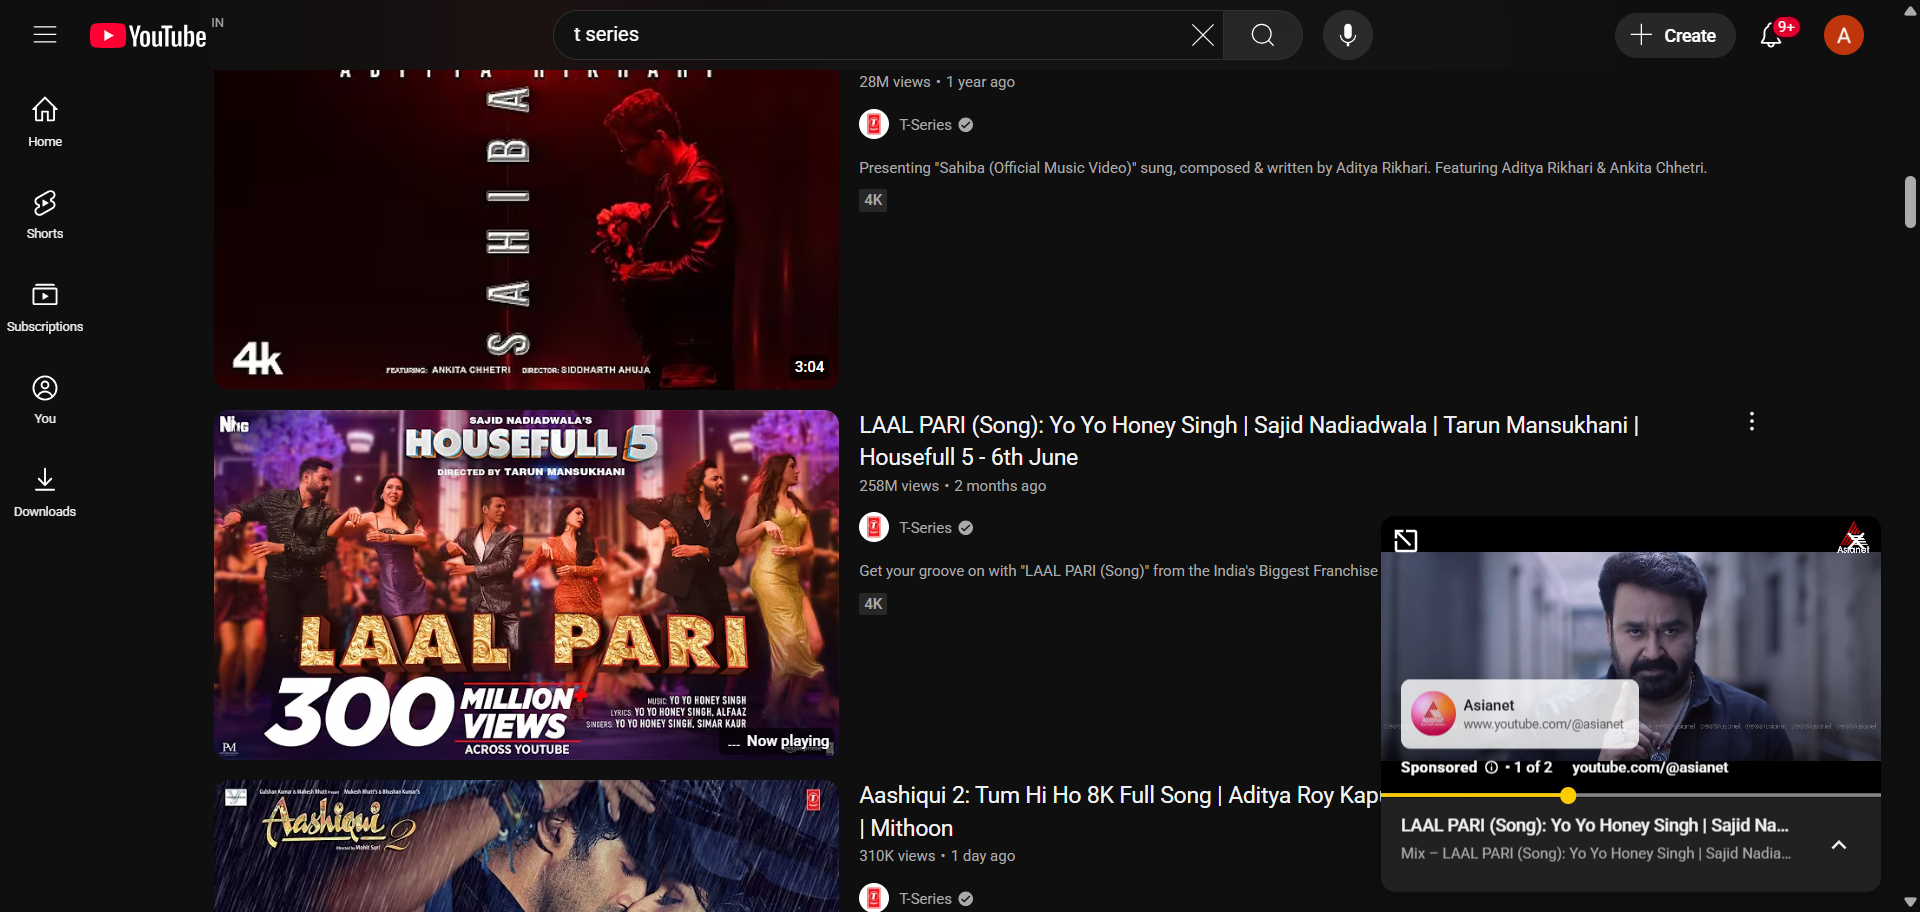 YouTube IN
t series
Create
9+
A
Home
Shorts
Subscriptions
You
Downloads
ADITYA RIKHARI
SAHIBA
4k
FEATURING: ANKITA CHHETRI DIRECTOR: SIDDHARTH AHUJA
3:04
28M views • 1 year ago
T-Series
Presenting "Sahiba (Official Music Video)" sung, composed & written by Aditya Rikhari. Featuring Aditya Rikhari & Ankita Chhetri.
4K
SAJID NADIADWALA'S
HOUSEFULL 5
DIRECTED BY TARUN MANSUKHANI
LAAL PARI
300 MILLION+
VIEWS
ACROSS YOUTUBE
MUSIC: YO YO HONEY SINGH
LYRICS: YO YO HONEY SINGH, ALFAAZ
SINGERS: YO YO HONEY SINGH, SIMAR KAUR
Now playing
LAAL PARI (Song): Yo Yo Honey Singh | Sajid Nadiadwala | Tarun Mansukhani |
Housefull 5 - 6th June
258M views • 2 months ago
T-Series
Get your groove on with "LAAL PARI (Song)" from the India's Biggest Franchise
4K
Aashiqui 2
Directed by Mohit Suri
Aashiqui 2: Tum Hi Ho 8K Full Song | Aditya Roy Kap
| Mithoon
310K views • 1 day ago
T-Series
Asianet
Asianet
www.youtube.com/@asianet
Sponsored • 1 of 2 youtube.com/@asianet
LAAL PARI (Song): Yo Yo Honey Singh | Sajid Na...
Mix – LAAL PARI (Song): Yo Yo Honey Singh | Sajid Nadia...